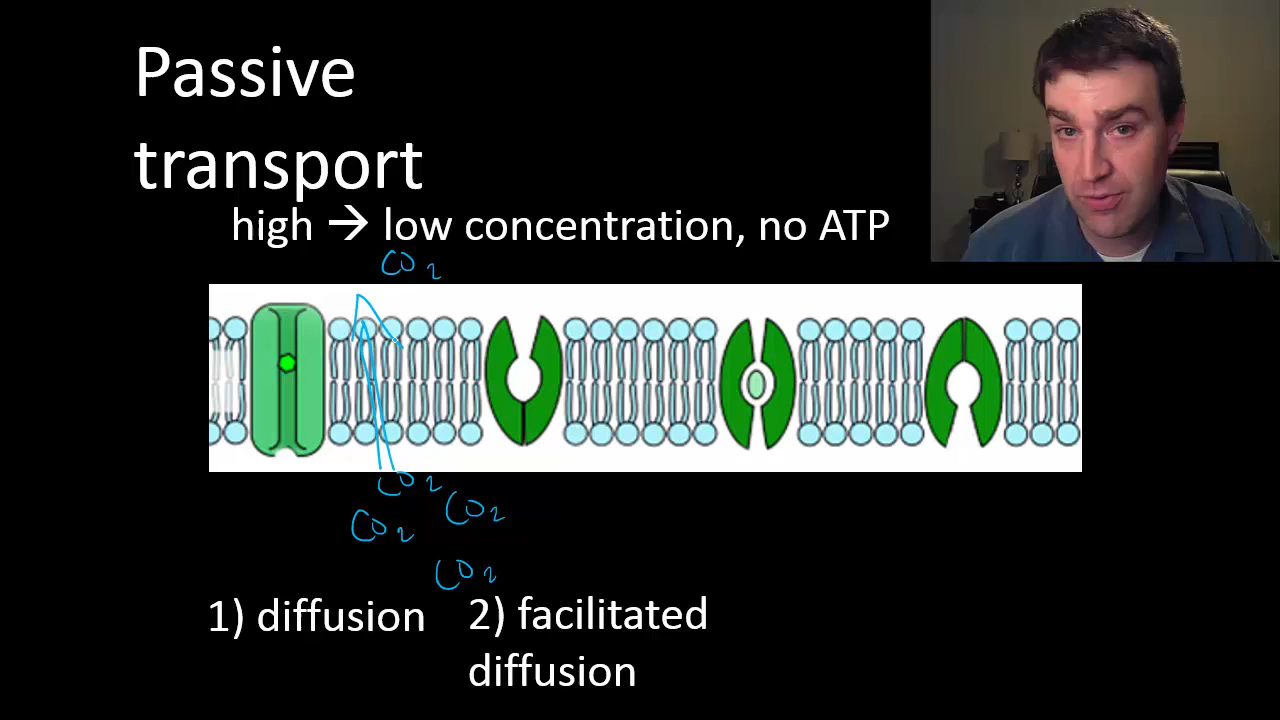 Passive
transport
high → low concentration, no ATP
CO2
CO2
CO2
CO2
CO2
1) diffusion
2) facilitated
diffusion